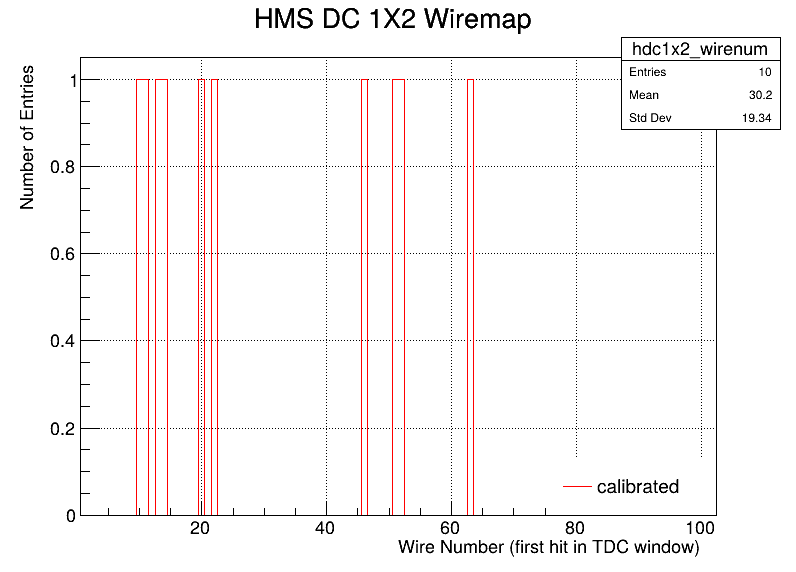 HMS DC 1X2 Wiremap
hdc1x2_wirenum
Entries 10
Mean 30.2
Std Dev 19.34
Number of Entries
1
0.8
0.6
0.4
0.2
0
calibrated
20 40 60 80 100
Wire Number (first hit in TDC window)